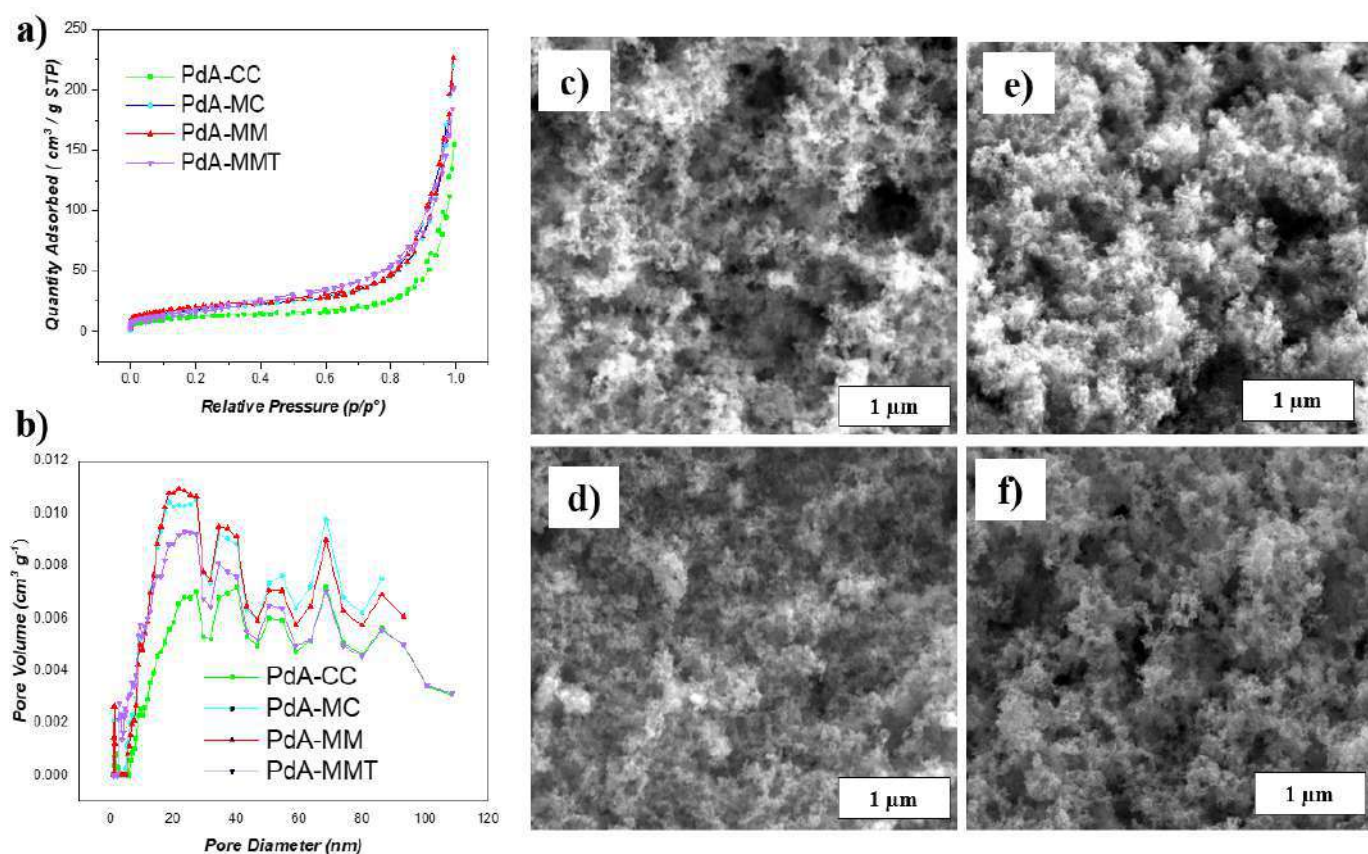 a)
250
200
150
100
50
0
Quantity Adsorbed ( cm³ / g STP)
PdA-CC
PdA-MC
PdA-MM
PdA-MMT
0.0 0.2 0.4 0.6 0.8 1.0
Relative Pressure (p/p°)
b)
0.012
0.010
0.008
0.006
0.004
0.002
0.000
Pore Volume (cm³ g⁻¹)
PdA-CC
PdA-MC
PdA-MM
PdA-MMT
0 20 40 60 80 100 120
Pore Diameter (nm)
c)
1 µm
d)
1 µm
e)
1 µm
f)
1 µm